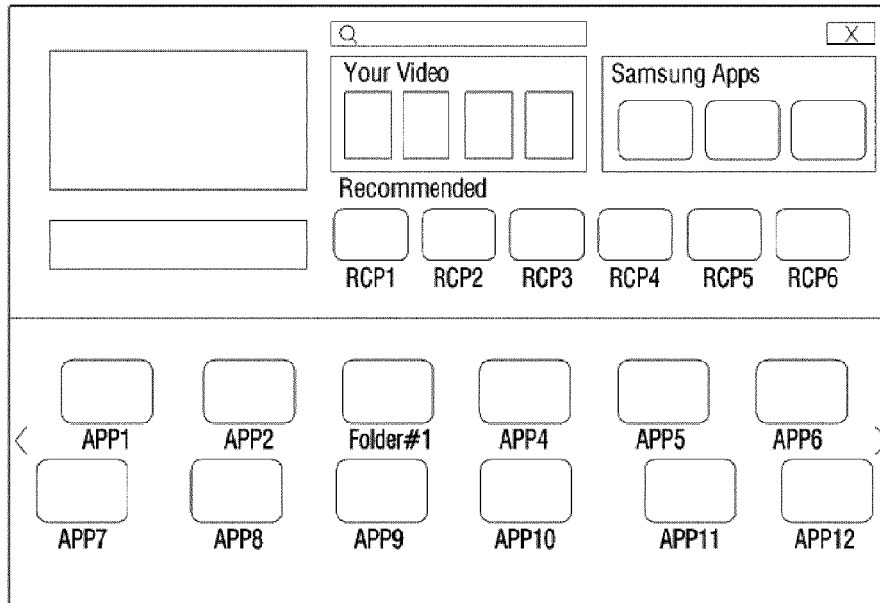 X
Your Video
Samsung Apps
Recommended
RCP1 RCP2 RCP3 RCP4 RCP5 RCP6
APP1 APP2 Folder#1 APP4 APP5 APP6
APP7 APP8 APP9 APP10 APP11 APP12